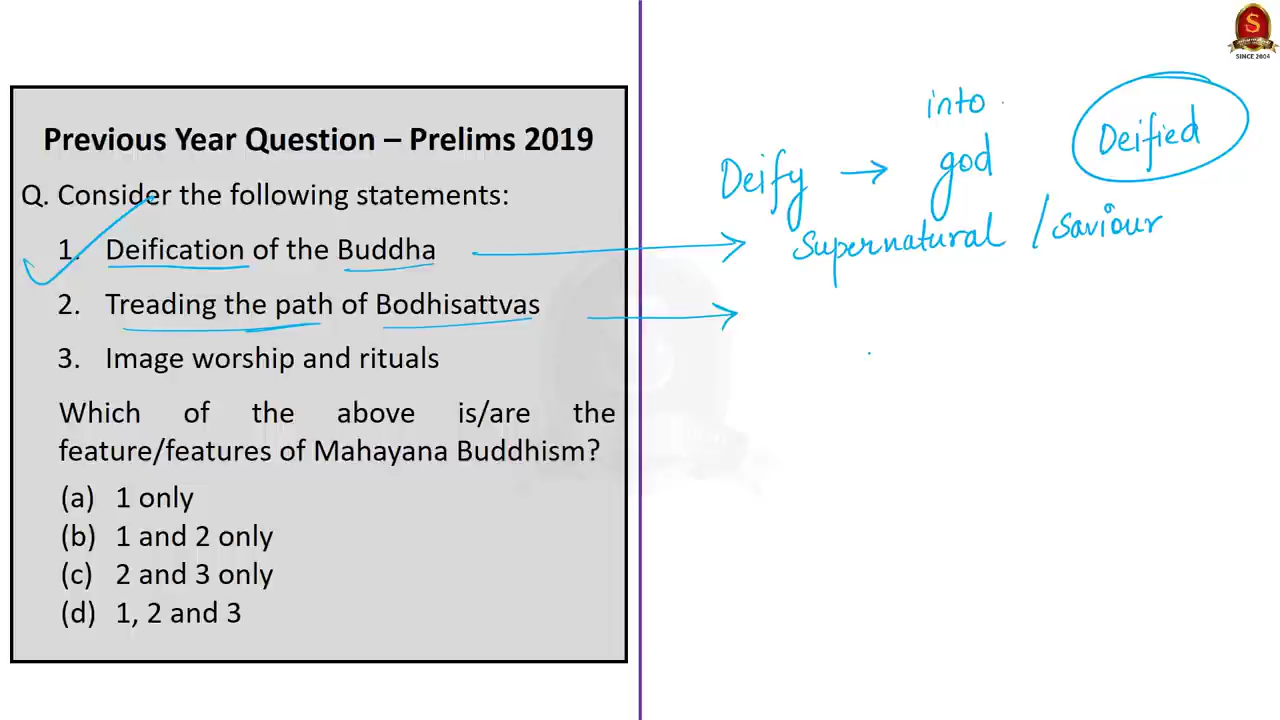 SINCE 2004
Previous Year Question – Prelims 2019
Q. Consider the following statements:
1. Deification of the Buddha
2. Treading the path of Bodhisattvas
3. Image worship and rituals
Which of the above is/are the
feature/features of Mahayana Buddhism?
(a) 1 only
(b) 1 and 2 only
(c) 2 and 3 only
(d) 1, 2 and 3
into
Deify → god
Deified
Supernatural / Saviour